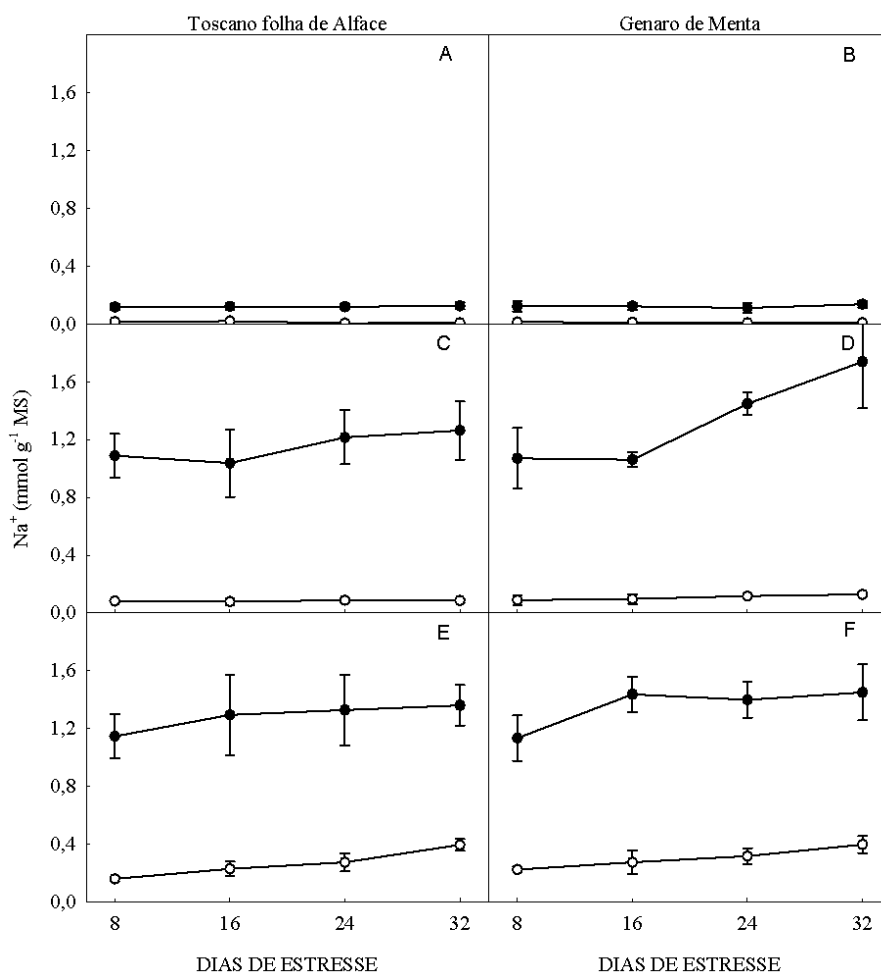 Toscano folha de Alface
Genaro de Menta
A
B
1,6
1,2
0,8
0,4
0,0
C
D
1,6
1,2
0,8
0,4
0,0
Na+ (mmol g-1 MS)
E
F
1,6
1,2
0,8
0,4
0,0
8 16 24 32
8 16 24 32
DIAS DE ESTRESSE
DIAS DE ESTRESSE